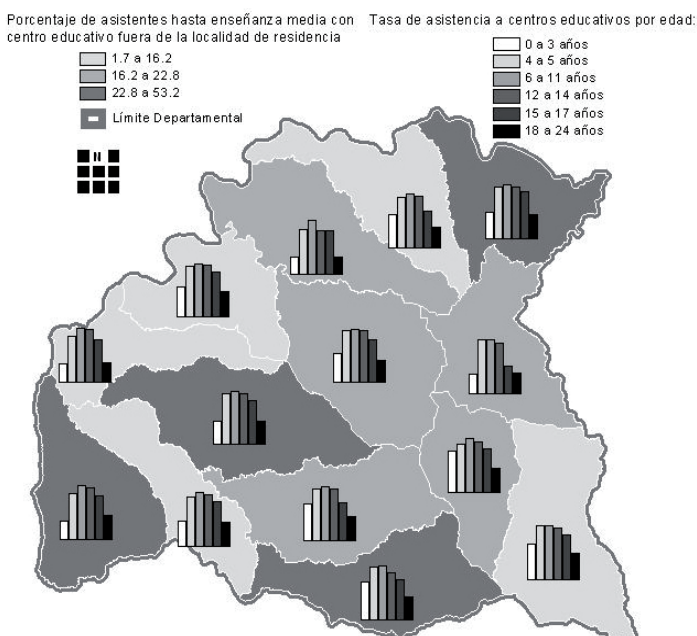 Porcentaje de asistentes hasta enseñanza media con
centro educativo fuera de la localidad de residencia
1.7 a 16.2
16.2 a 22.8
22.8 a 53.2
Límite Departamental
Tasa de asistencia a centros educativos por edad:
0 a 3 años
4 a 5 años
6 a 11 años
12 a 14 años
15 a 17 años
18 a 24 años